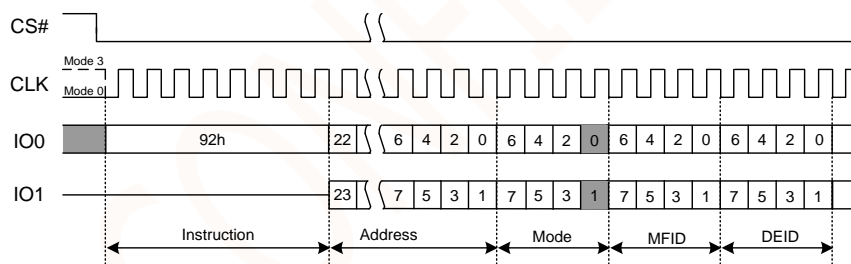 CS#
Mode 3
CLK
Mode 0
IO0 92h 22 6 4 2 0 6 4 2 0 6 4 2 0 6 4 2 0
IO1 23 7 5 3 1 7 5 3 1 7 5 3 1 7 5 3 1
Instruction Address Mode MFID DEID